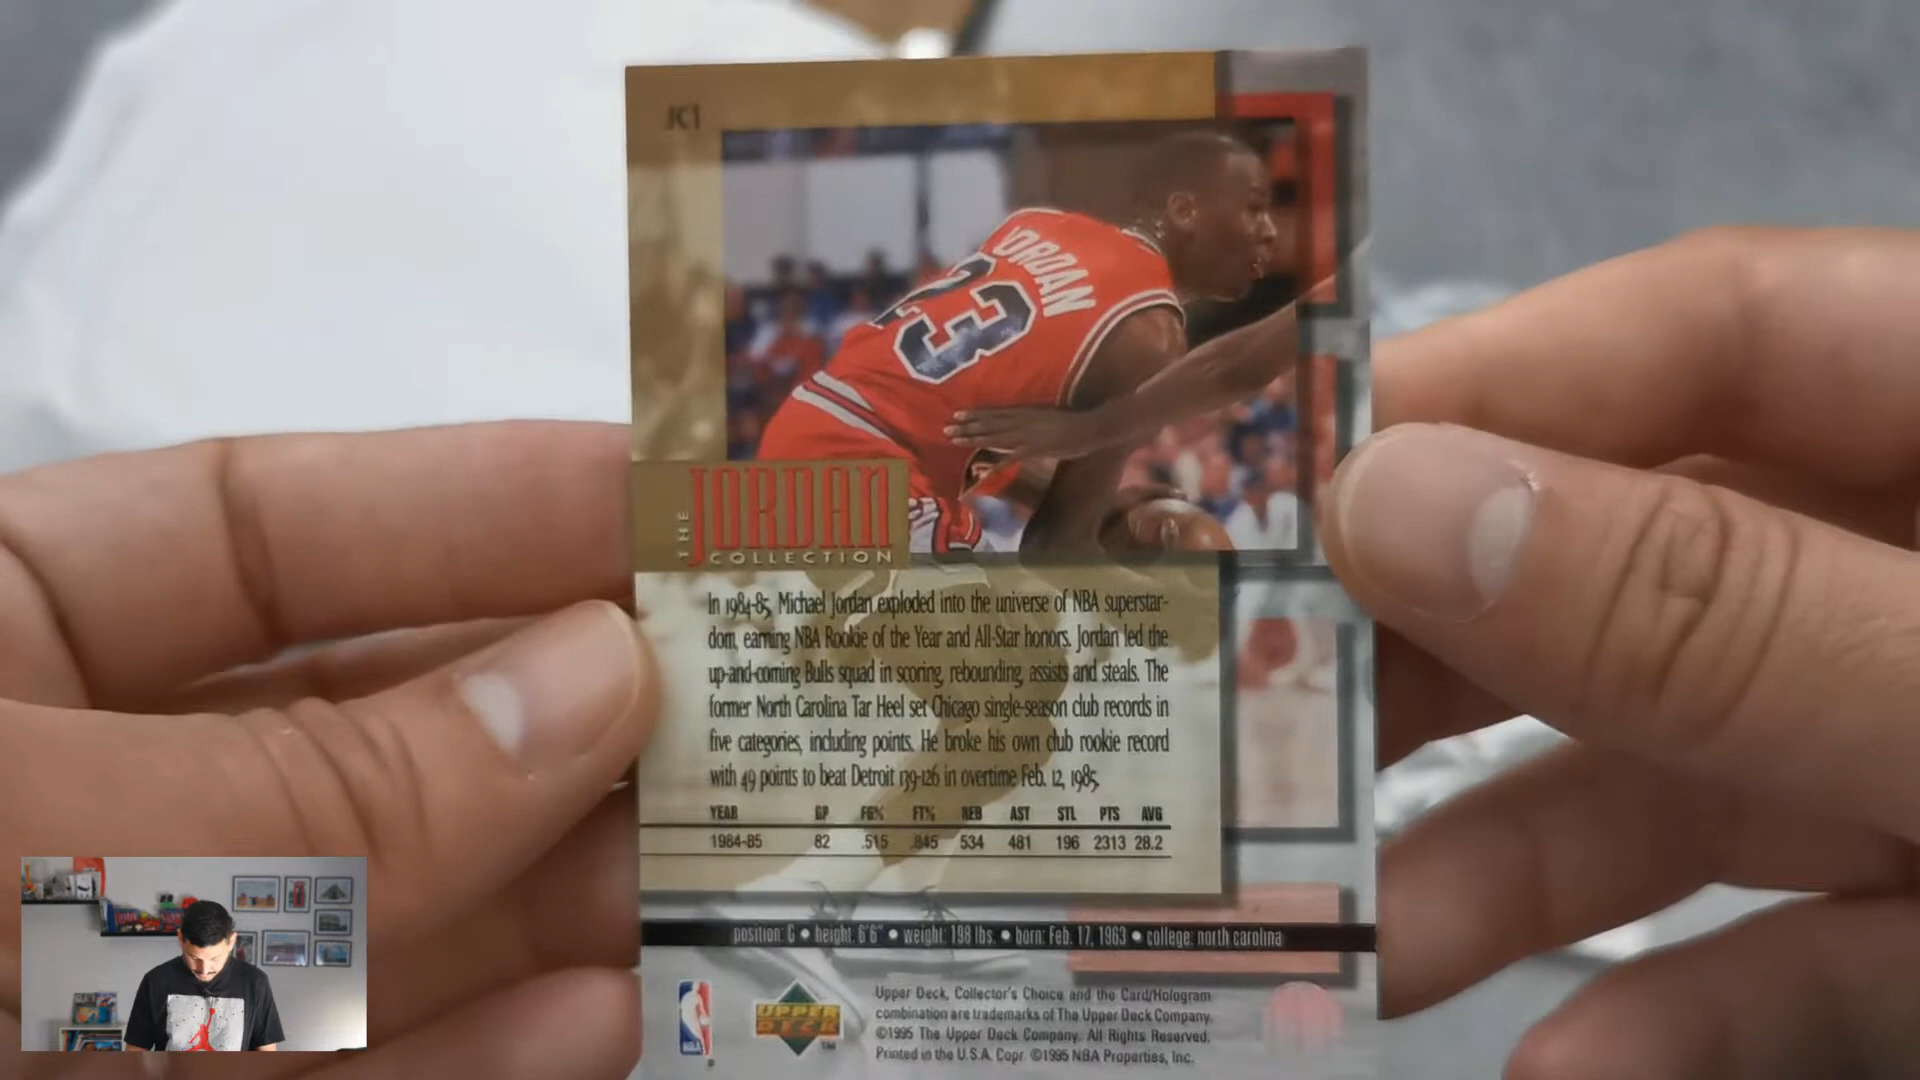 JC1
JORDAN
23
THE
JORDAN
COLLECTION
In 1984-85, Michael Jordan exploded into the universe of NBA superstar-
dom, earning NBA Rookie of the Year and All-Star honors. Jordan led the
up-and-coming Bulls squad in scoring, rebounding, assists and steals. The
former North Carolina Tar Heel set Chicago single-season club records in
five categories, including points. He broke his own club rookie record
with 49 points to beat Detroit 139-126 in overtime Feb. 12, 1985.
YEAR GP FG% FT% REB AST STL PTS AVG
1984-85 82 .515 .845 534 481 196 2313 28.2
position: G • height: 6'6" • weight: 198 lbs. • born: Feb. 17, 1963 • college: north carolina
NBA
UPPER
DECK
TM
Upper Deck, Collector's Choice and the Card/Hologram
combination are trademarks of The Upper Deck Company.
©1995 The Upper Deck Company. All Rights Reserved.
Printed in the U.S.A. Copr. ©1995 NBA Properties, Inc.